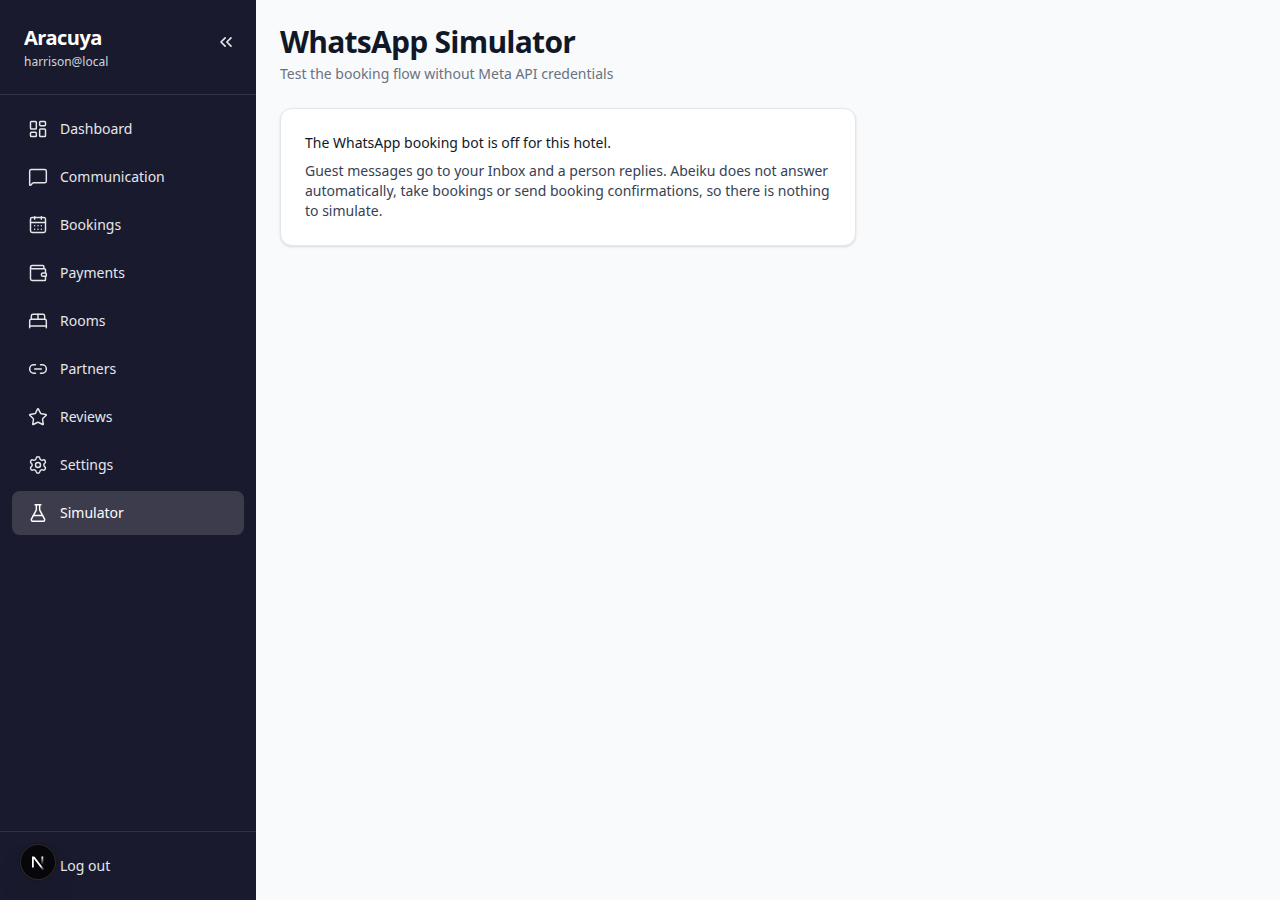 Aracuya
harrison@local
Dashboard
Communication
Bookings
Payments
Rooms
Partners
Reviews
Settings
Simulator
N
Log out
WhatsApp Simulator
Test the booking flow without Meta API credentials
The WhatsApp booking bot is off for this hotel.
Guest messages go to your Inbox and a person replies. Abeiku does not answer
automatically, take bookings or send booking confirmations, so there is nothing
to simulate.